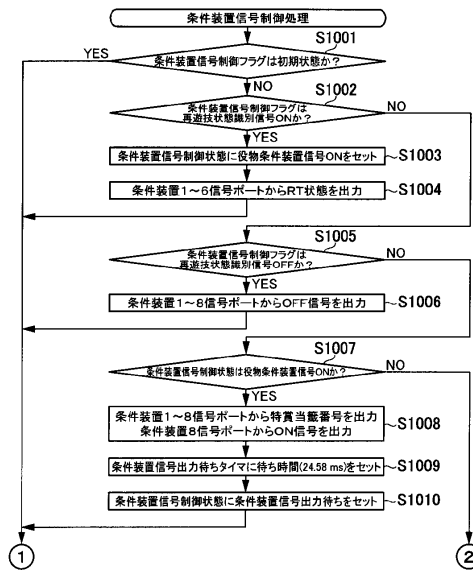 条件装置信号制御処理
S1001
YES
条件装置信号制御フラグは初期状態か?
NO
S1002
条件装置信号制御フラグは
再遊技状態識別信号ONか?
NO
YES
条件装置信号制御状態に役物条件装置信号ONをセット
S1003
条件装置1~6信号ポートからRT状態を出力
S1004
S1005
条件装置信号制御フラグは
再遊技状態識別信号OFFか?
NO
YES
条件装置1~8信号ポートからOFF信号を出力
S1006
S1007
条件装置信号制御状態は役物条件装置信号ONか?
NO
YES
条件装置1~8信号ポートから特賞当籤番号を出力
条件装置8信号ポートからON信号を出力
S1008
条件装置信号出力待ちタイマに待ち時間(24.58 ms)をセット
S1009
条件装置信号制御状態に条件装置信号出力待ちをセット
S1010
1
2